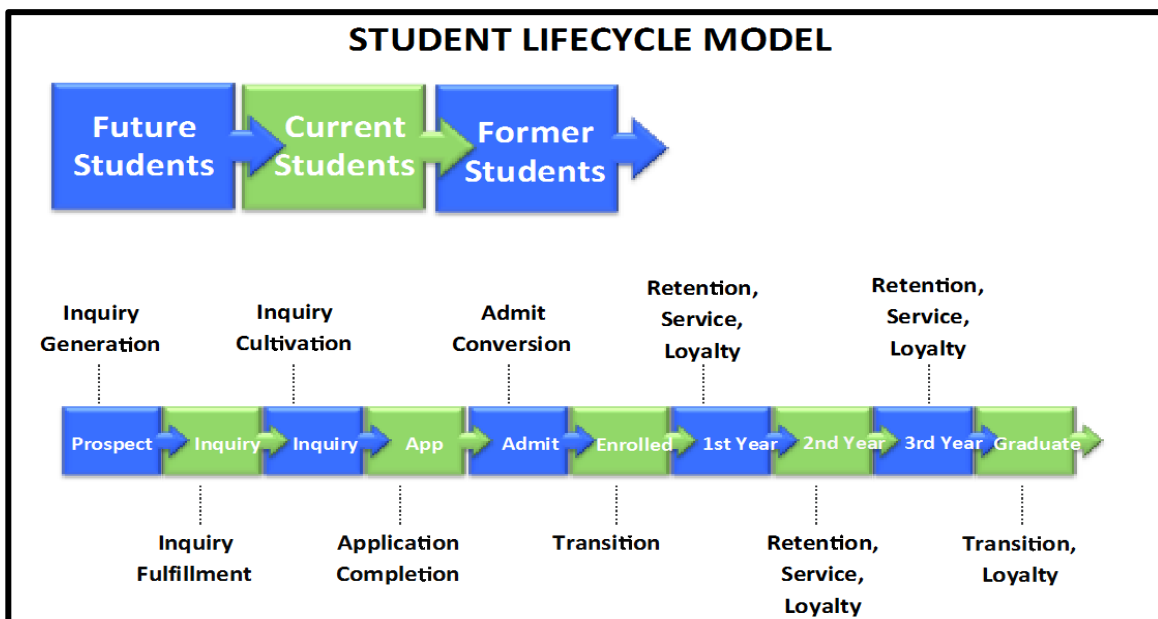 STUDENT LIFECYCLE MODEL
Future
Students
Current
Students
Former
Students
Inquiry
Generation
Inquiry
Cultivation
Admit
Conversion
Retention,
Service,
Loyalty
Retention,
Service,
Loyalty
Prospect
Inquiry
Inquiry
App
Admit
Enrolled
1st Year
2nd Year
3rd Year
Graduate
Inquiry
Fulfillment
Application
Completion
Transition
Retention,
Service,
Loyalty
Transition,
Loyalty